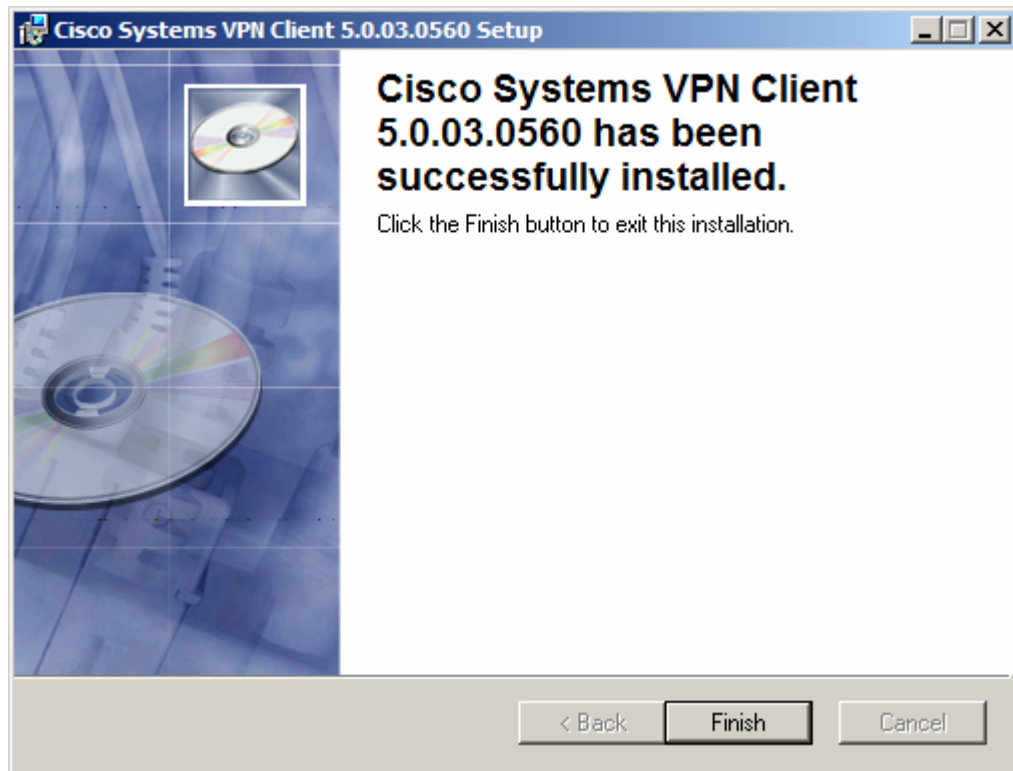 Cisco Systems VPN Client 5.0.03.0560 Setup
Cisco Systems VPN Client
5.0.03.0560 has been
successfully installed.
Click the Finish button to exit this installation.
< Back
Finish
Cancel